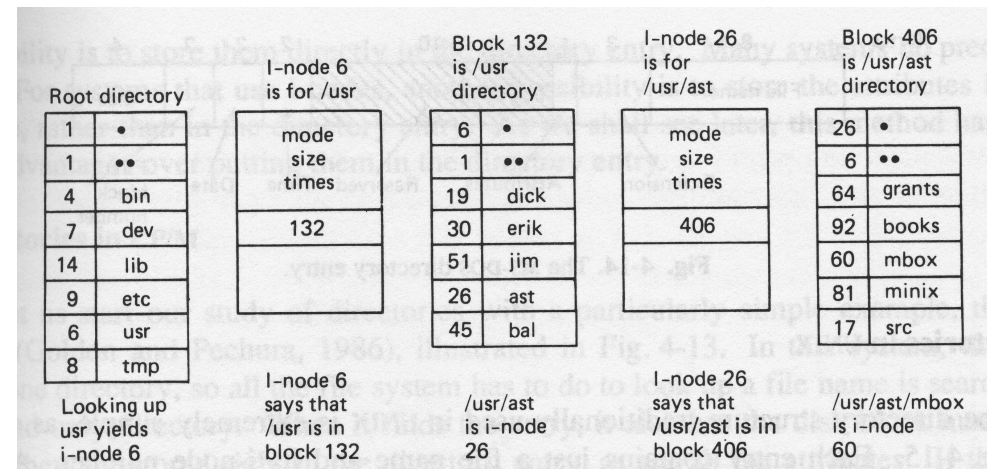 Root directory
1 •
1 ••
4 bin
7 dev
14 lib
9 etc
6 usr
8 tmp
Looking up
usr yields
i-node 6
I-node 6
is for /usr
mode
size
times
132
I-node 6
says that
/usr is in
block 132
Block 132
is /usr
directory
6 •
1 ••
19 dick
30 erik
51 jim
26 ast
45 bal
/usr/ast
is i-node
26
I-node 26
is for
/usr/ast
mode
size
times
406
I-node 26
says that
/usr/ast is in
block 406
Block 406
is /usr/ast
directory
26 •
6 ••
64 grants
92 books
60 mbox
81 minix
17 src
/usr/ast/mbox
is i-node
60